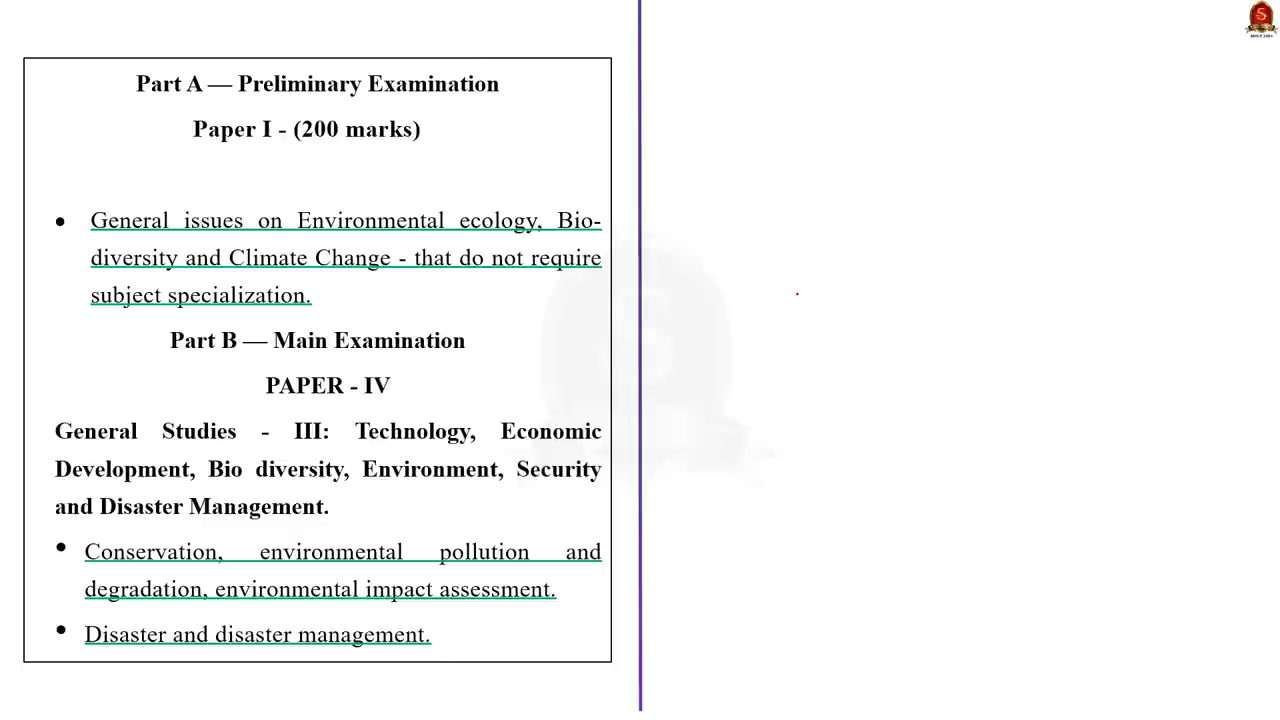 Part A — Preliminary Examination
Paper I - (200 marks)
• General issues on Environmental ecology, Bio-
diversity and Climate Change - that do not require
subject specialization.
Part B — Main Examination
PAPER - IV
General Studies - III: Technology, Economic
Development, Bio diversity, Environment, Security
and Disaster Management.
• Conservation, environmental pollution and
degradation, environmental impact assessment.
• Disaster and disaster management.
S
SINCE 2004